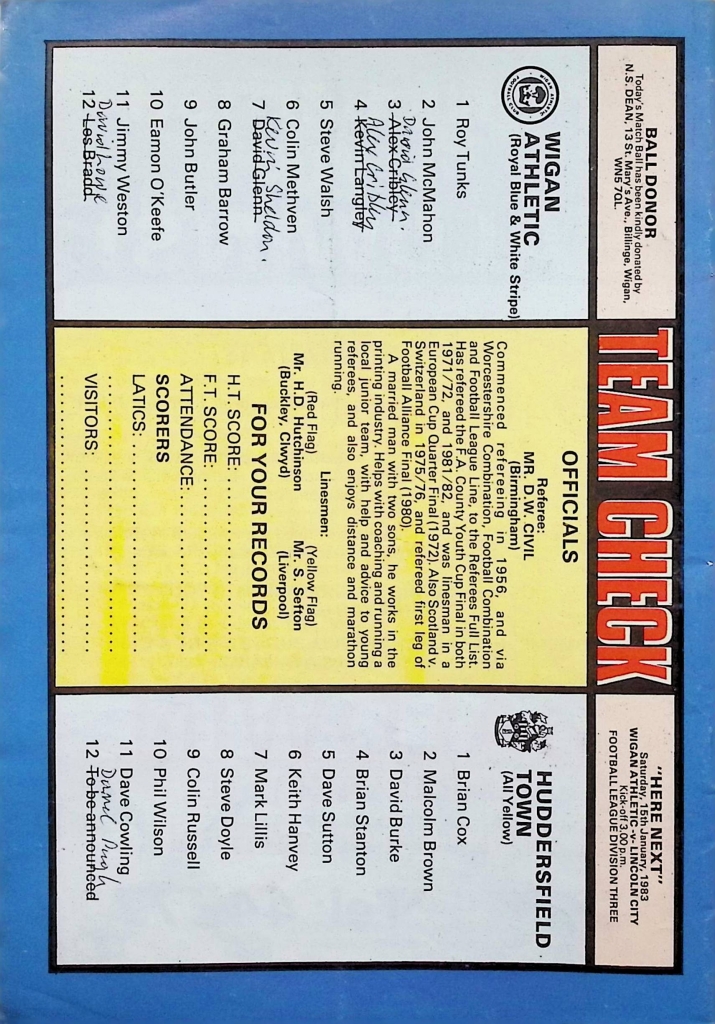 BALL DONOR
Today's Match Ball has been kindly donated by
N.S. DEAN, 13 St. Mary's Ave., Billinge, Wigan,
WN5 7QL.
TEAM CHECK
"HERE NEXT"
Saturday, 15th January, 1983
WIGAN ATHLETIC -v- LINCOLN CITY
Kick-off 3.00 p.m.
FOOTBALL LEAGUE DIVISION THREE
WIGAN
ATHLETIC
(Royal Blue & White Stripe)
1 Roy Tunks
2 John McMahon
David Glenn.
3 Alex Cribley
Alex Cribley
4 Kevin Langley
5 Steve Walsh
6 Colin Methven
Kevin Sheldon.
7 David Glenn
8 Graham Barrow
9 John Butler
10 Eamon O'Keefe
11 Jimmy Weston
David Lowe
12 Les Bradd
OFFICIALS
Referee:
MR. D.W. CIVIL
(Birmingham)
Commenced refereeing in 1956, and via
Worcestershire Combination, Football Combination
and Football League Line, to the Referees Full List.
Has refereed the F.A. County Youth Cup Final in both
1971/72, and 1981/82, and was linesman in a
European Cup Quarter Final (1972). Also Scotland v.
Switzerland in 1975/76, and refereed first leg of
Football Alliance Final (1980).
A married man with two sons, he works in the
printing industry. Helps with coaching and running a
local junior team, with help and advice to young
referees, and also enjoys distance and marathon
running.
Linesmen:
(Red Flag) (Yellow Flag)
Mr. H.D. Hutchinson Mr. S. Sefton
(Buckley, Clwyd) (Liverpool)
FOR YOUR RECORDS
H.T. SCORE:
F.T. SCORE:
ATTENDANCE:
SCORERS
LATICS:
VISITORS:
HUDDERSFIELD
TOWN
(All Yellow)
1 Brian Cox
2 Malcolm Brown
3 David Burke
4 Brian Stanton
5 Dave Sutton
6 Keith Hanvey
7 Mark Lillis
8 Steve Doyle
9 Colin Russell
10 Phil Wilson
11 Dave Cowling
Pugh
12 To be announced